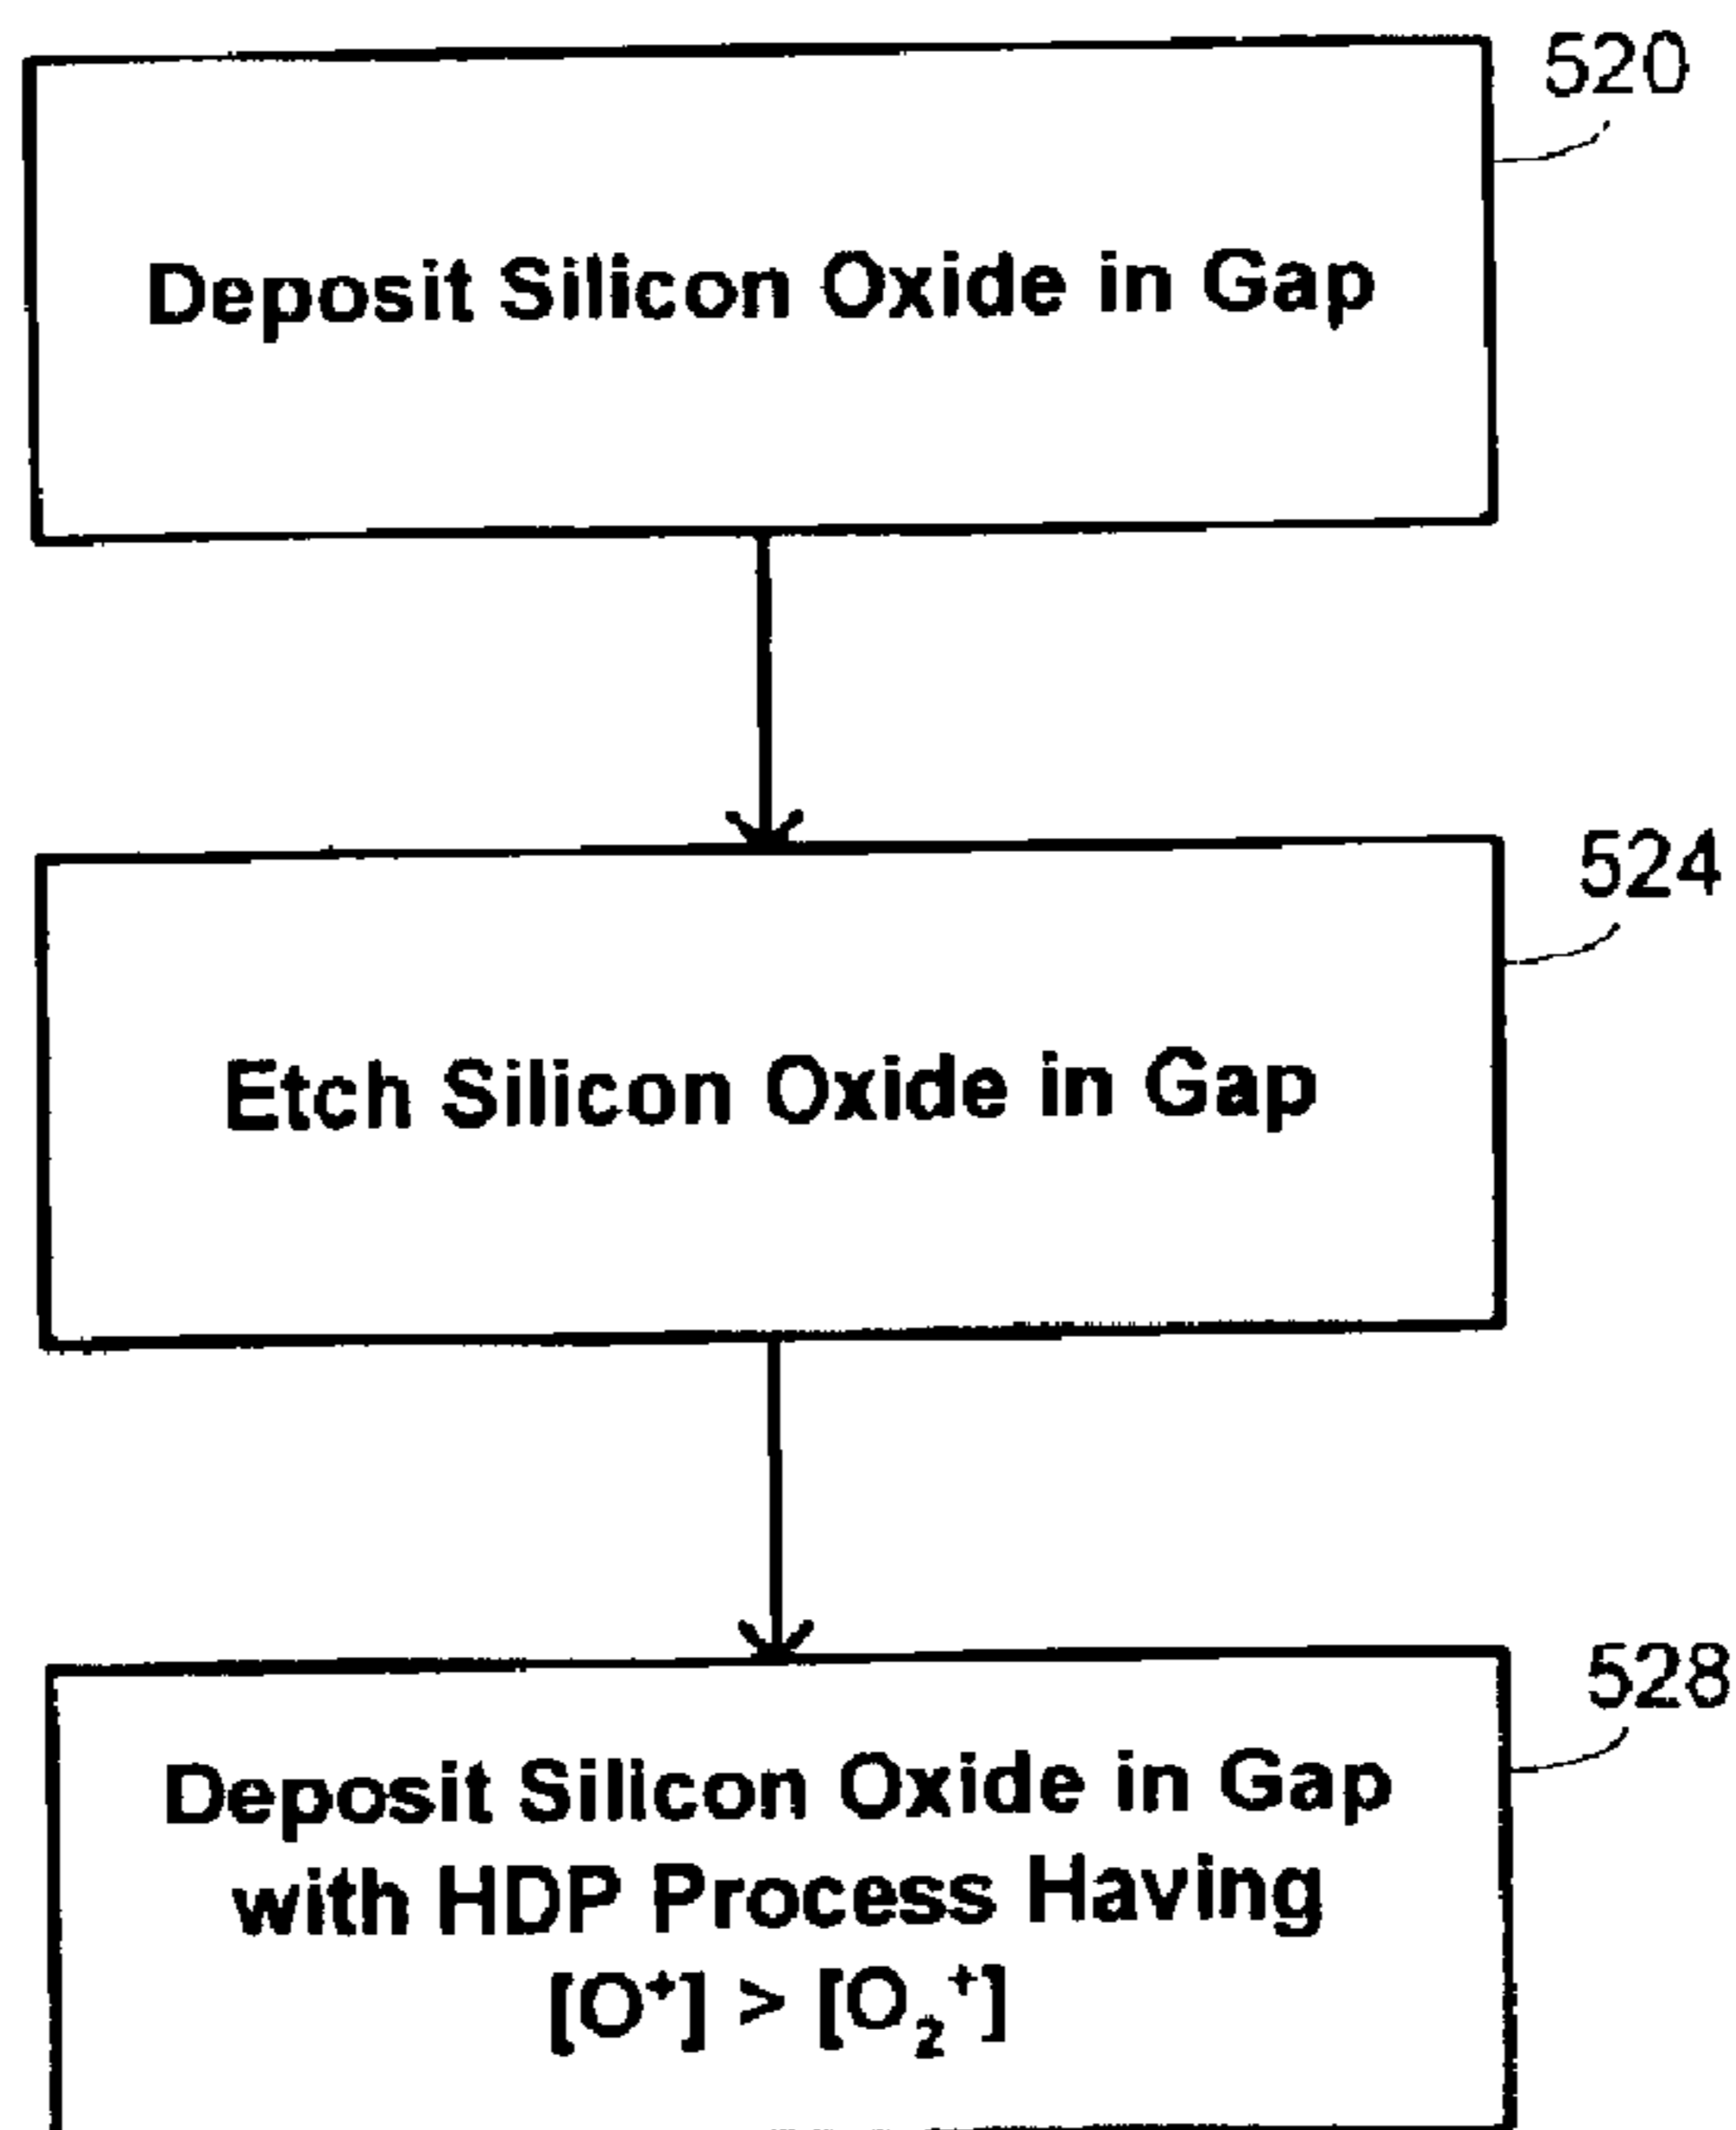 520
Deposit Silicon Oxide in Gap
524
Etch Silicon Oxide in Gap
528
Deposit Silicon Oxide in Gap
with HDP Process Having
[O⁺] > [O₂⁺]